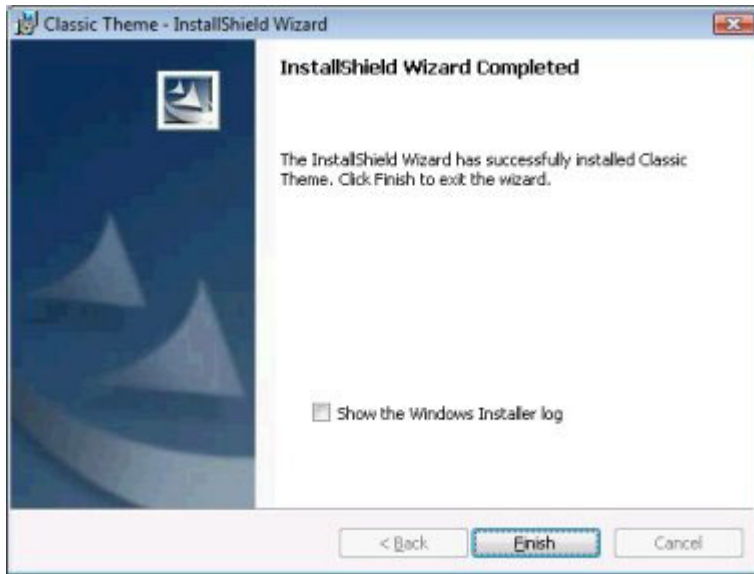 Classic Theme - InstallShield Wizard
InstallShield Wizard Completed
The InstallShield Wizard has successfully installed Classic
Theme. Click Finish to exit the wizard.
Show the Windows Installer log
< Back Finish Cancel